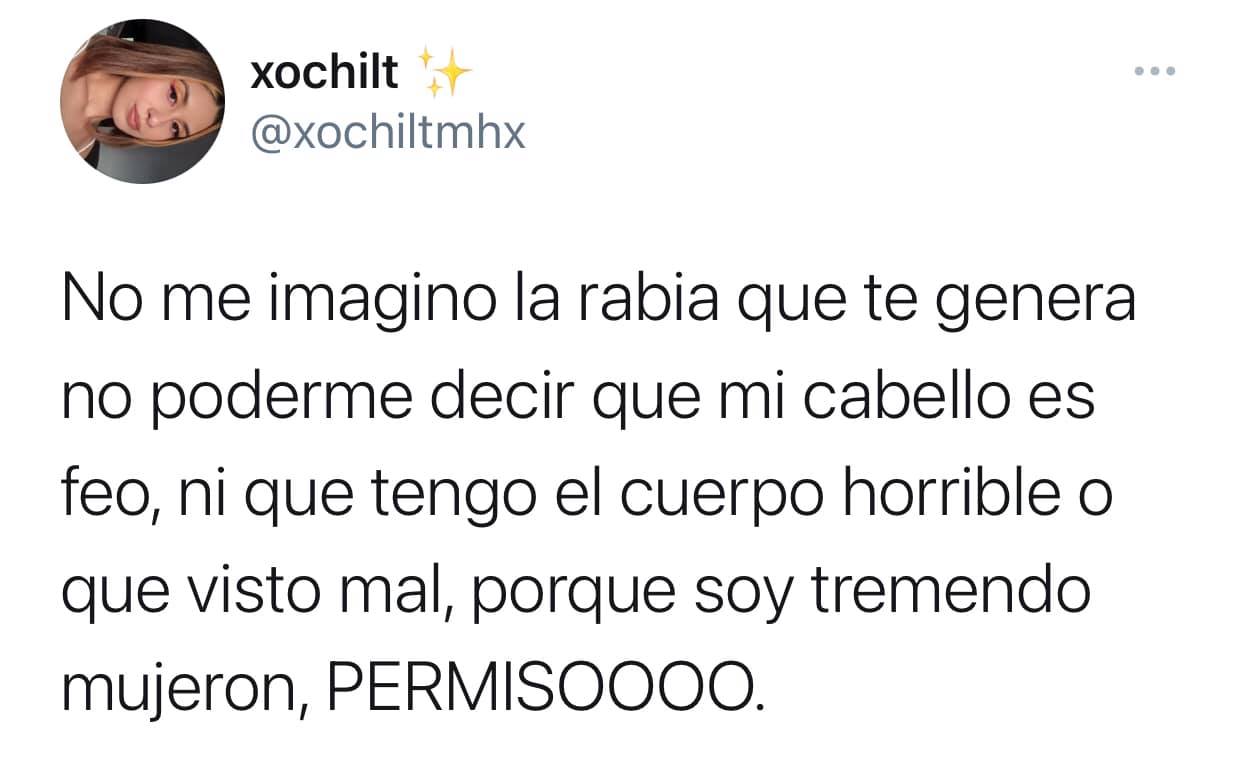 xochilt ✨
@xochiltmhx
No me imagino la rabia que te genera
no poderme decir que mi cabello es
feo, ni que tengo el cuerpo horrible o
que visto mal, porque soy tremendo
mujeron, PERMISOOOO.